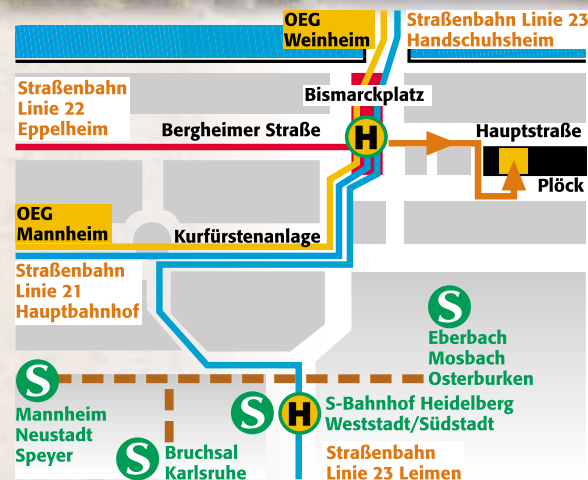 OEG
Weinheim
Straßenbahn Linie 23
Handschuhsheim
Straßenbahn
Linie 22
Eppelheim
Bismarckplatz
Bergheimer Straße
H
Hauptstraße
Plöck
OEG
Mannheim
Kurfürstenanlage
Straßenbahn
Linie 21
Hauptbahnhof
S
Eberbach
Mosbach
Osterburken
S
Mannheim
Neustadt
Speyer
S
H
S-Bahnhof Heidelberg
Weststadt/Südstadt
S
Bruchsal
Karlsruhe
Straßenbahn
Linie 23 Leimen